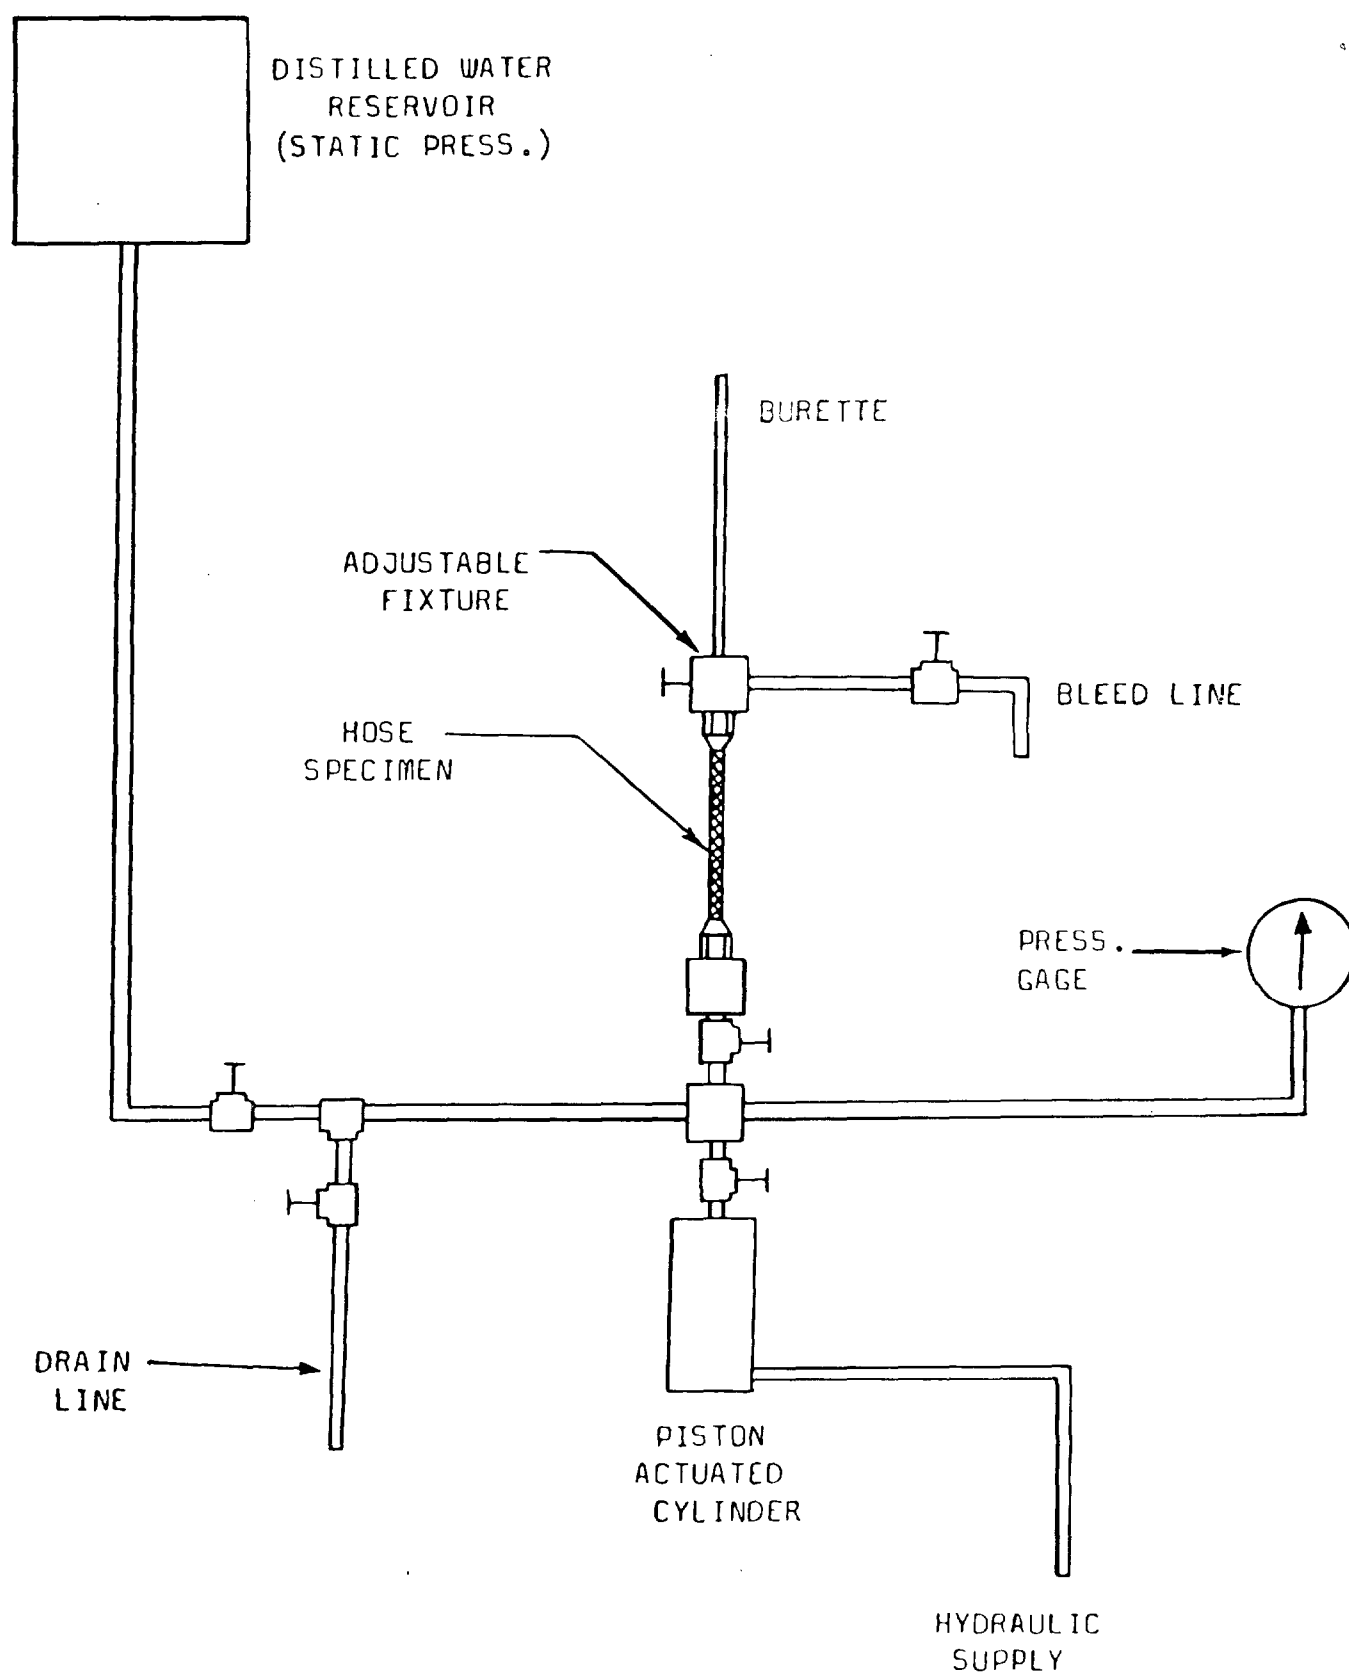 DISTILLED WATER
RESERVOIR
(STATIC PRESS.)
BURETTE
ADJUSTABLE
FIXTURE
BLEED LINE
HOSE
SPECIMEN
PRESS.
GAGE
DRAIN
LINE
PISTON
ACTUATED
CYLINDER
HYDRAULIC
SUPPLY